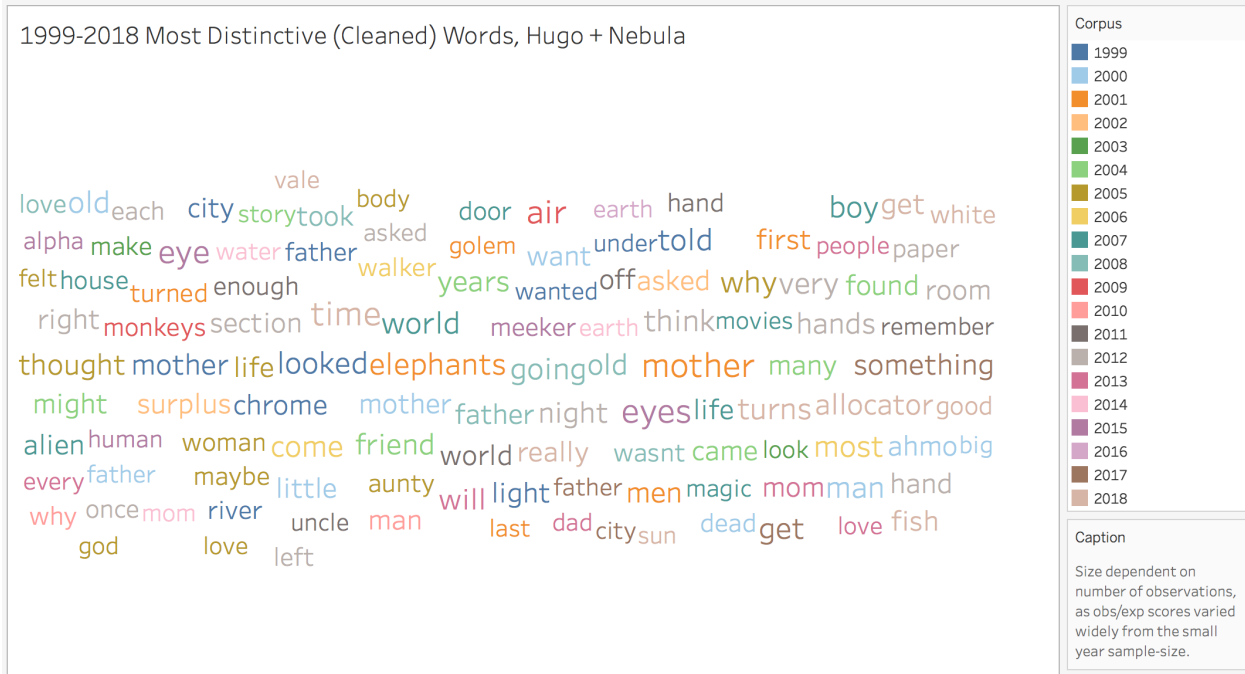 1999-2018 Most Distinctive (Cleaned) Words, Hugo + Nebula
vale
love old each city story took body door air earth hand boy get white
alpha make eye water father asked golem want under told first people paper
felt house turned enough walker years wanted off asked why very found room
right monkeys section time world meeker earth think movies hands remember
thought mother life looked elephants going old mother many something
might surplus chrome mother father night eyes life turns allocator good
alien human woman come friend world really wasnt came look most ahmo big
every father maybe little aunty will light father men magic mom man hand
why once mom river uncle man last dad city sun dead get love fish
god love left
Corpus
1999
2000
2001
2002
2003
2004
2005
2006
2007
2008
2009
2010
2011
2012
2013
2014
2015
2016
2017
2018
Caption
Size dependent on
number of observations,
as obs/exp scores varied
widely from the small
year sample-size.